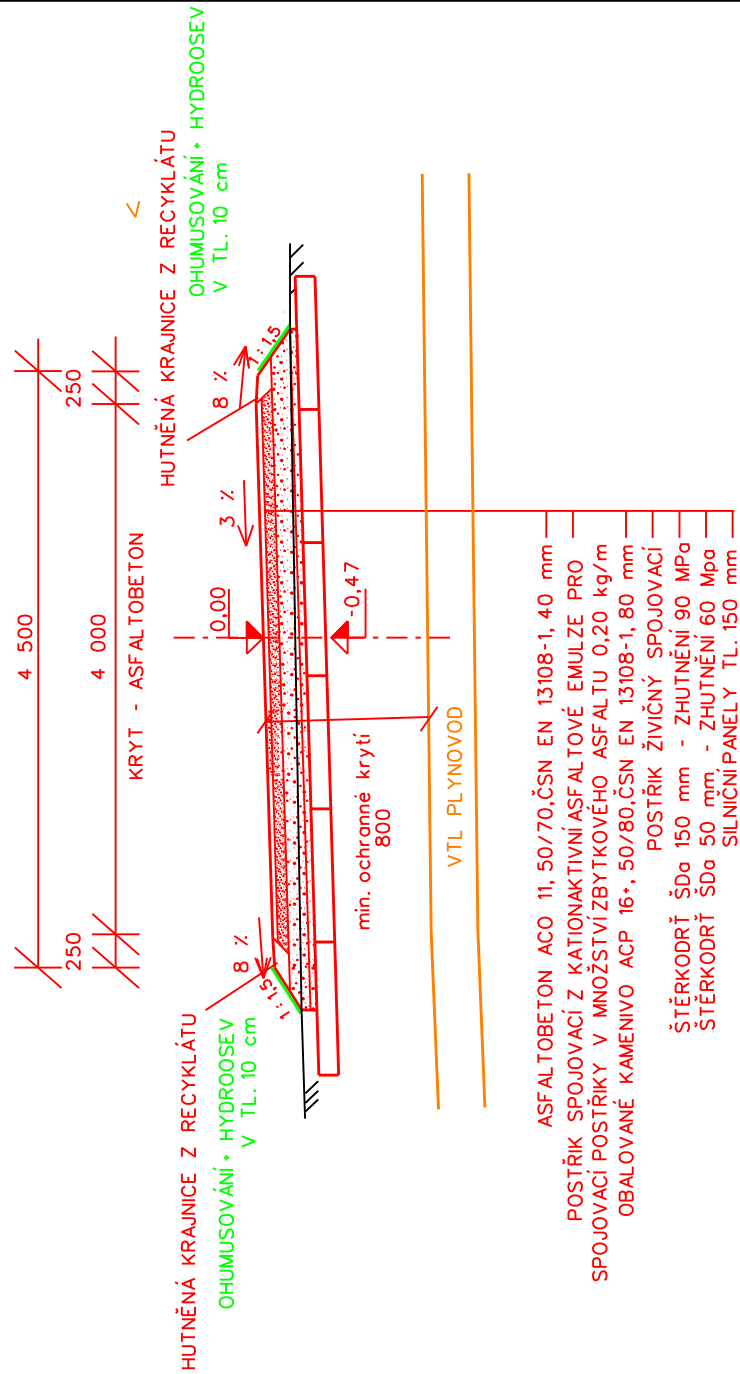 4 500
250
4 000
250
KRYT - ASFALTOBETON
HUTNĚNÁ KRAJNICE Z RECYKLÁTU
OHUMUSOVÁNÍ + HYDROOSEV
V TL. 10 cm
HUTNĚNÁ KRAJNICE Z RECYKLÁTU
OHUMUSOVÁNÍ + HYDROOSEV
V TL. 10 cm
8 %
1:1,5
0,00
3 %
8 %
1:1,5
-0,47
min. ochranné krytí
800
VTL PLYNOVOD
ASFALTOBETON ACO 11, 50/70,ČSN EN 13108-1, 40 mm
POSTŘIK SPOJOVACÍ Z KATIONAKTIVNÍ ASFALTOVÉ EMULZE PRO
SPOJOVACÍ POSTŘIKY V MNOŽSTVÍ ZBYTKOVÉHO ASFALTU 0,20 kg/m
OBALOVANÉ KAMENIVO ACP 16+, 50/80,ČSN EN 13108-1, 80 mm
POSTŘIK ŽIVIČNÝ SPOJOVACÍ
ŠTĚRKODRŤ ŠDa 150 mm - ZHUTNĚNÍ 90 MPa
ŠTĚRKODRŤ ŠDa 50 mm - ZHUTNĚNÍ 60 Mpa
SILNIČNÍ PANELY TL. 150 mm